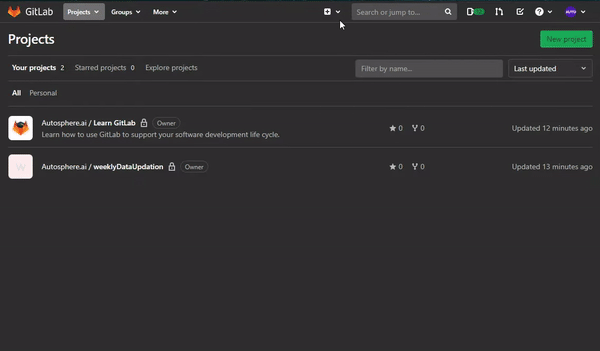 GitLab Projects Groups More Search or jump to...
Projects
New project
Your projects 2 Starred projects 0 Explore projects
Filter by name... Last updated
All Personal
Autosphere.ai / Learn GitLab Owner
0 0 Updated 12 minutes ago
Learn how to use GitLab to support your software development life cycle.
W Autosphere.ai / weeklyDataUpdation Owner
0 0 Updated 13 minutes ago